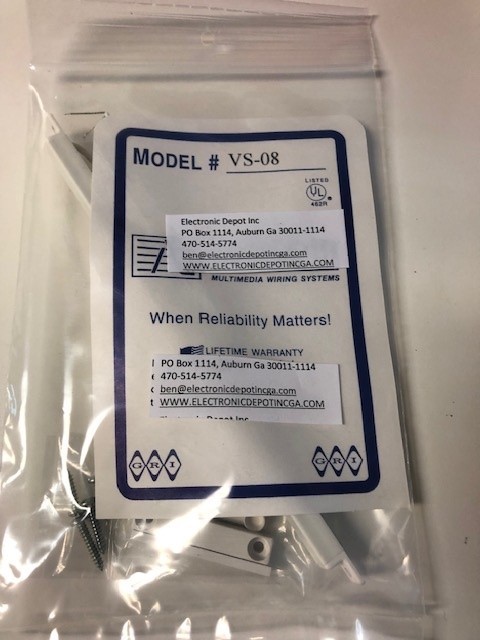 MODEL # VS-08
LISTED
UL
462R
Electronic Depot Inc
PO Box 1114, Auburn Ga 30011-1114
470-514-5774
ben@electronicdepotincga.com
WWW.ELECTRONICDEPOTINCGA.COM
MULTIMEDIA WIRING SYSTEMS
When Reliability Matters!
LIFETIME WARRANTY
PO Box 1114, Auburn Ga 30011-1114
470-514-5774
ben@electronicdepotincga.com
WWW.ELECTRONICDEPOTINCGA.COM
GRI
GRI